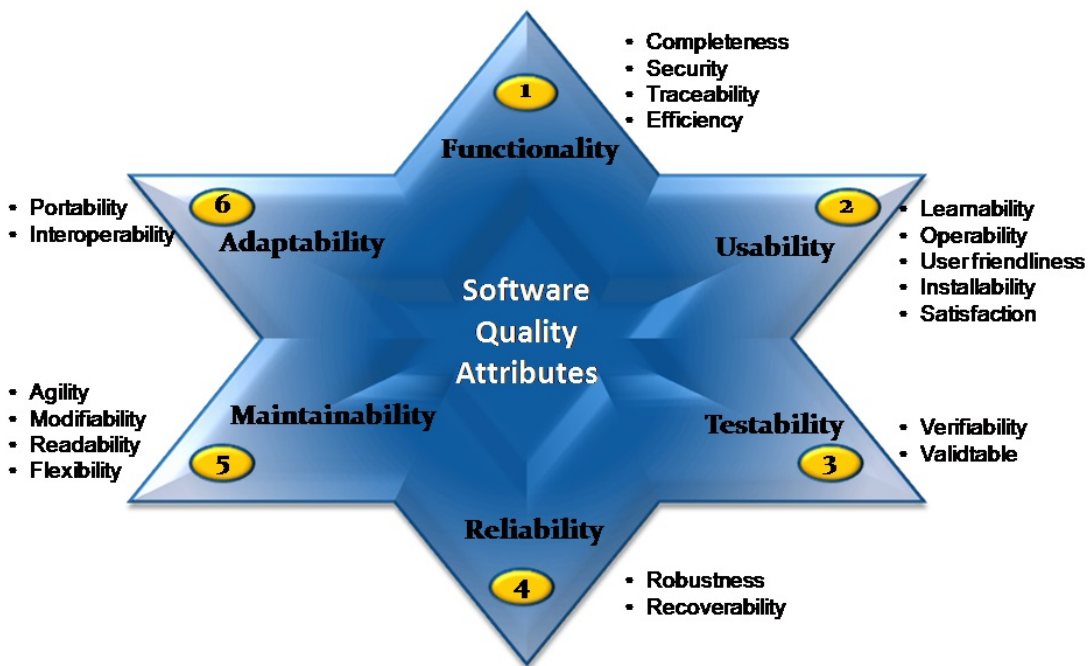 Software
Quality
Attributes
1
Functionality
• Completeness
• Security
• Traceability
• Efficiency
2
Usability
• Learnability
• Operability
• User friendliness
• Installability
• Satisfaction
3
Testability
• Verifiability
• Validtable
4
Reliability
• Robustness
• Recoverability
5
Maintainability
• Agility
• Modifiability
• Readability
• Flexibility
6
Adaptability
• Portability
• Interoperability